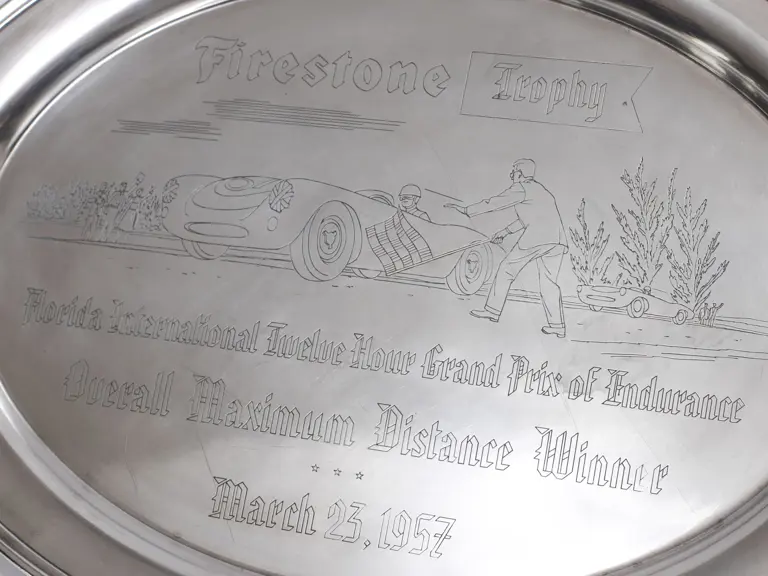 Firestone Trophy
Florida International Twelve Hour Grand Prix of Endurance
Overall Maximum Distance Winner
* * *
March 23, 1957